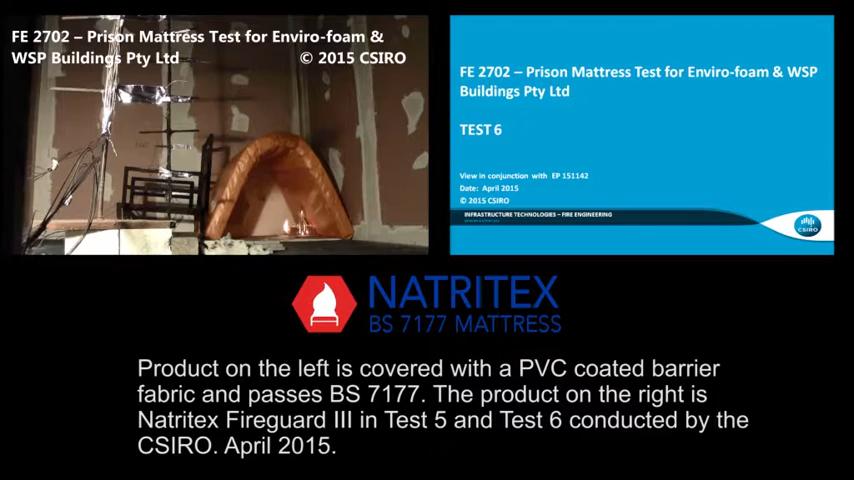 FE 2702 – Prison Mattress Test for Enviro-foam &
WSP Buildings Pty Ltd © 2015 CSIRO
FE 2702 – Prison Mattress Test for Enviro-foam & WSP
Buildings Pty Ltd
TEST 6
View in conjunction with EP 151142
Date: April 2015
© 2015 CSIRO
INFRASTRUCTURE TECHNOLOGIES – FIRE ENGINEERING
CSIRO
NATRITEX
BS 7177 MATTRESS
Product on the left is covered with a PVC coated barrier
fabric and passes BS 7177. The product on the right is
Natritex Fireguard III in Test 5 and Test 6 conducted by the
CSIRO. April 2015.